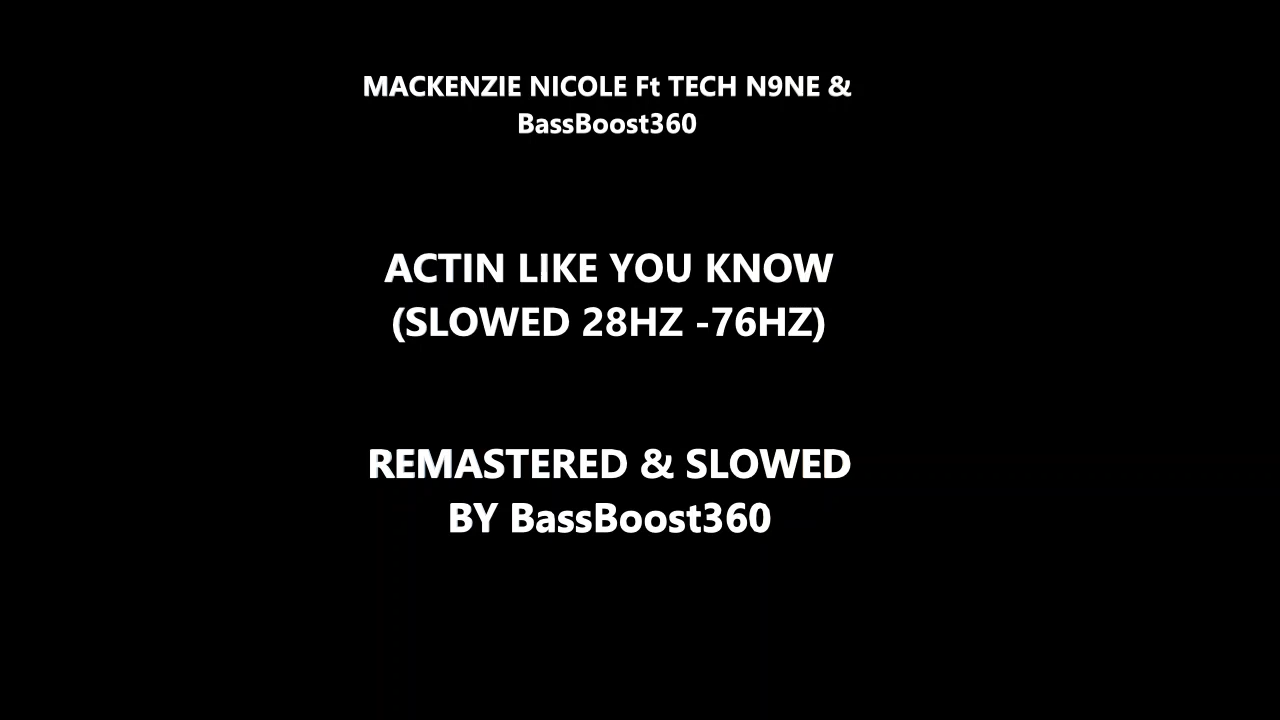 MACKENZIE NICOLE Ft TECH N9NE &
BassBoost360
ACTIN LIKE YOU KNOW
(SLOWED 28HZ -76HZ)
REMASTERED & SLOWED
BY BassBoost360